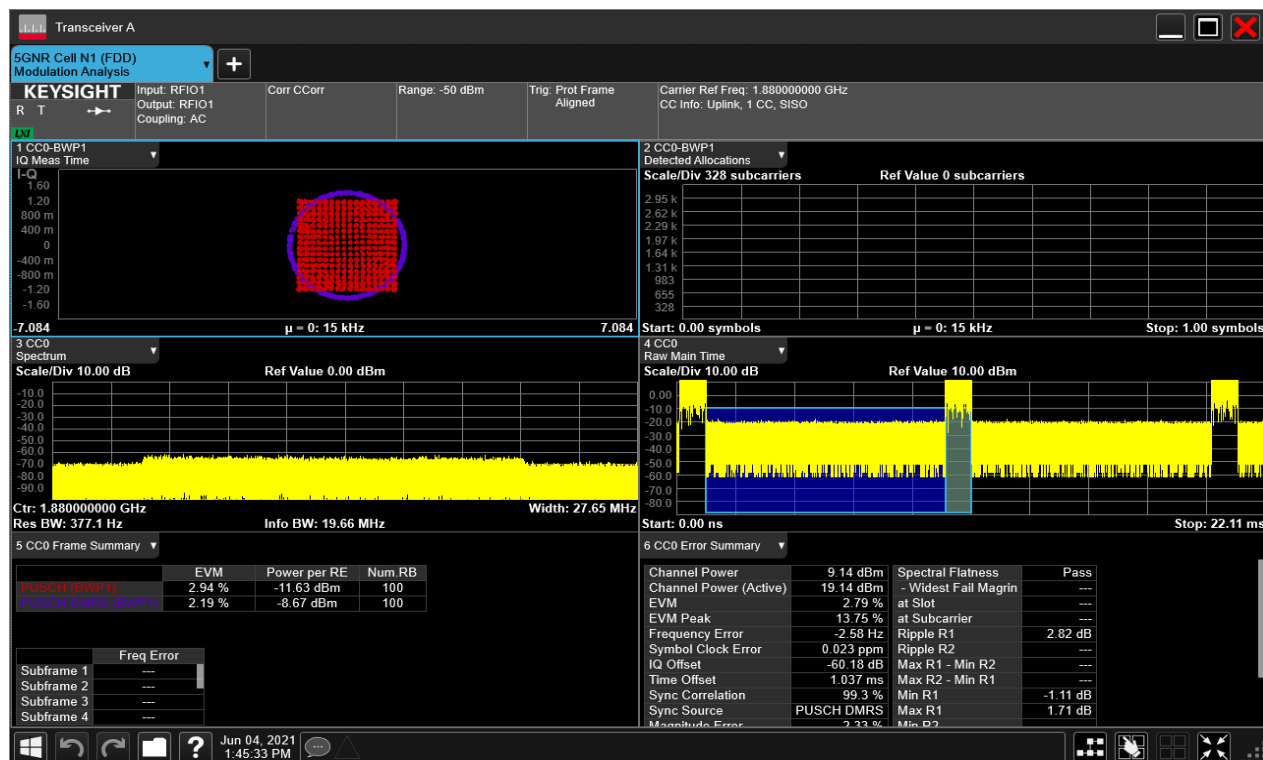 Transceiver A
5GNR Cell N1 (FDD)
Modulation Analysis
+
KEYSIGHT
R T
LXI
Input: RFIO1
Output: RFIO1
Coupling: AC
Corr CCorr
Range: -50 dBm
Trig: Prot Frame
Aligned
Carrier Ref Freq: 1.880000000 GHz
CC Info: Uplink, 1 CC, SISO
1 CC0-BWP1
IQ Meas Time
I-Q
1.60
1.20
800 m
400 m
0
-400 m
-800 m
-1.20
-1.60
-7.084 µ = 0: 15 kHz 7.084
2 CC0-BWP1
Detected Allocations
Scale/Div 328 subcarriers Ref Value 0 subcarriers
2.95 k
2.62 k
2.29 k
1.97 k
1.64 k
1.31 k
983
655
328
Start: 0.00 symbols µ = 0: 15 kHz Stop: 1.00 symbols
3 CC0
Spectrum
Scale/Div 10.00 dB Ref Value 0.00 dBm
-10.0
-20.0
-30.0
-40.0
-50.0
-60.0
-70.0
-80.0
-90.0
Ctr: 1.880000000 GHz Width: 27.65 MHz
Res BW: 377.1 Hz Info BW: 19.66 MHz
4 CC0
Raw Main Time
Scale/Div 10.00 dB Ref Value 10.00 dBm
0.00
-10.0
-20.0
-30.0
-40.0
-50.0
-60.0
-70.0
-80.0
Start: 0.00 ns Stop: 22.11 ms
5 CC0 Frame Summary
EVM Power per RE Num.RB
PUSCH (BWP1) 2.94 % -11.63 dBm 100
PUSCH DMRS (BWP1) 2.19 % -8.67 dBm 100
Freq Error
Subframe 1 ---
Subframe 2 ---
Subframe 3 ---
Subframe 4 ---
6 CC0 Error Summary
Channel Power 9.14 dBm Spectral Flatness Pass
Channel Power (Active) 19.14 dBm - Widest Fail Magrin ---
EVM 2.79 % at Slot ---
EVM Peak 13.75 % at Subcarrier ---
Frequency Error -2.58 Hz Ripple R1 2.82 dB
Symbol Clock Error 0.023 ppm Ripple R2 ---
IQ Offset -60.18 dB Max R1 - Min R2 ---
Time Offset 1.037 ms Max R2 - Min R1 ---
Sync Correlation 99.3 % Min R1 -1.11 dB
Sync Source PUSCH DMRS Max R1 1.71 dB
Magnitude Error 2.33 % Min R2
?
Jun 04, 2021
1:45:33 PM